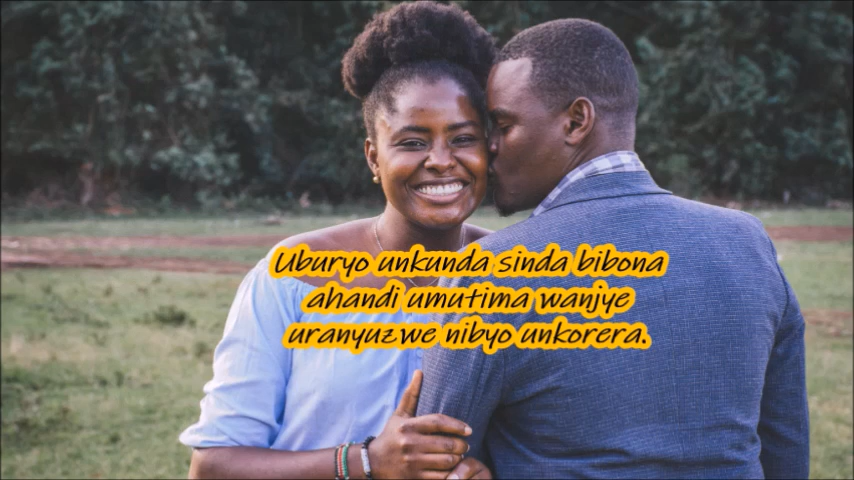 Uburyo unkunda sinda bibona
ahandi umutima wanjye
uranyuzwe nibyo unkorera.